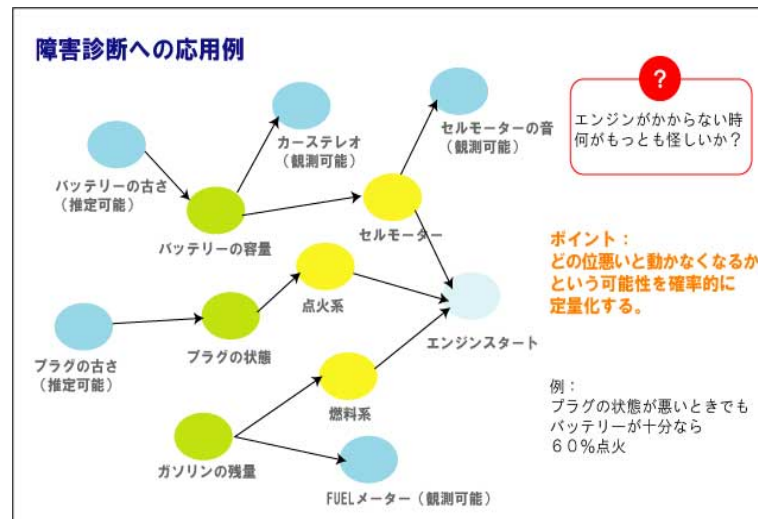 障害診断への応用例
?
エンジンがかからない時
何がもっとも怪しいか？
カーステレオ
（観測可能）
セルモーターの音
（観測可能）
バッテリーの古さ
（推定可能）
バッテリーの容量
セルモーター
ポイント：
どの位悪いと動かなくなるか
という可能性を確率的に
定量化する。
点火系
エンジンスタート
プラグの古さ
（推定可能）
プラグの状態
燃料系
例：
プラグの状態が悪いときでも
バッテリーが十分なら
６０％点火
ガソリンの残量
FUELメーター（観測可能）